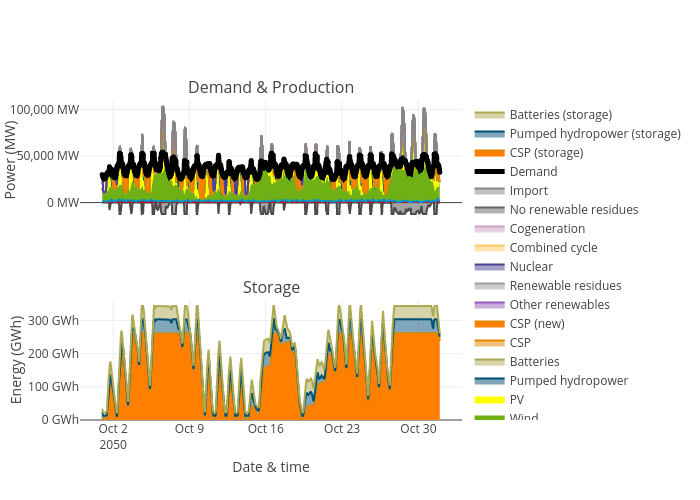 Demand & Production
100,000 MW
50,000 MW
0 MW
Power (MW)
Storage
300 GWh
200 GWh
100 GWh
0 GWh
Energy (GWh)
Oct 2
2050
Oct 9
Oct 16
Oct 23
Oct 30
Date & time
Batteries (storage)
Pumped hydropower (storage)
CSP (storage)
Demand
Import
No renewable residues
Cogeneration
Combined cycle
Nuclear
Renewable residues
Other renewables
CSP (new)
CSP
Batteries
Pumped hydropower
PV
Wind